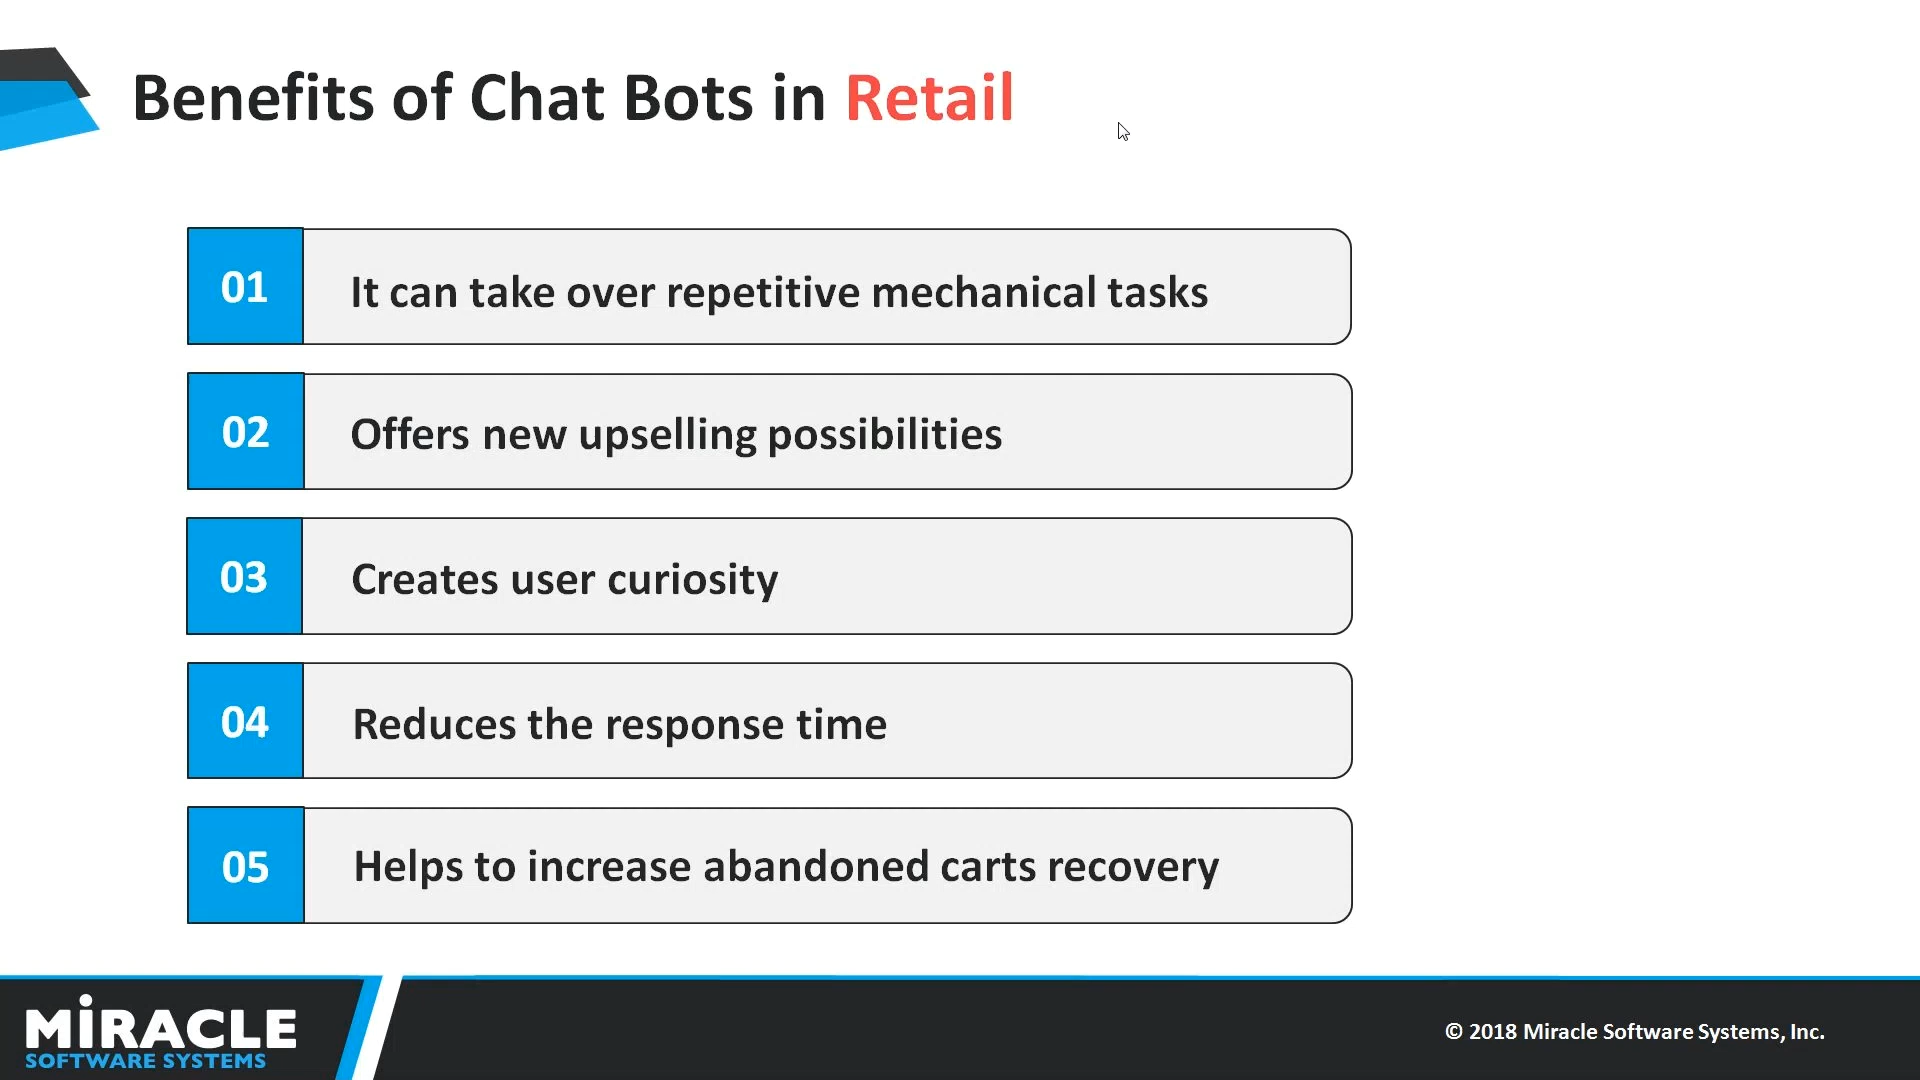 Benefits of Chat Bots in Retail
01
It can take over repetitive mechanical tasks
02
Offers new upselling possibilities
03
Creates user curiosity
04
Reduces the response time
05
Helps to increase abandoned carts recovery
MiRACLE
SOFTWARE SYSTEMS
© 2018 Miracle Software Systems, Inc.